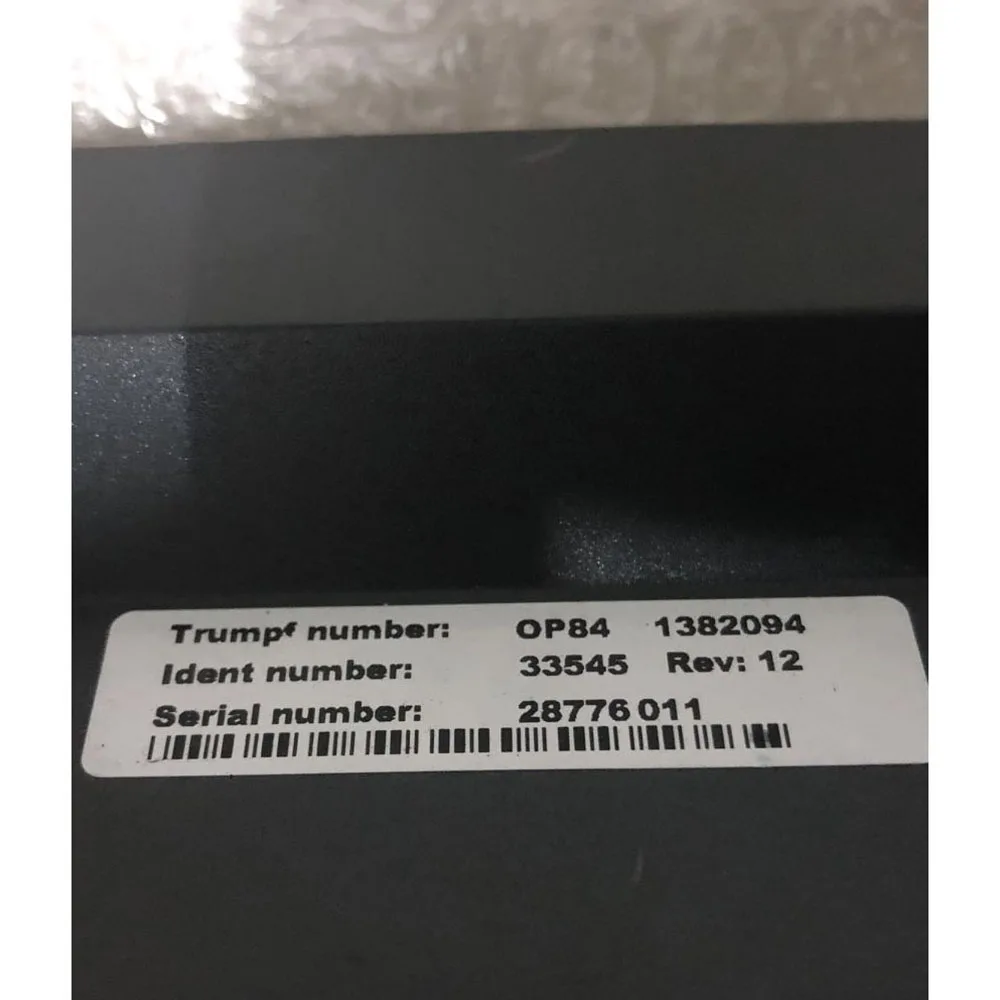 Trumpf number: OP84 1382094
Ident number: 33545 Rev: 12
Serial number: 28776 011